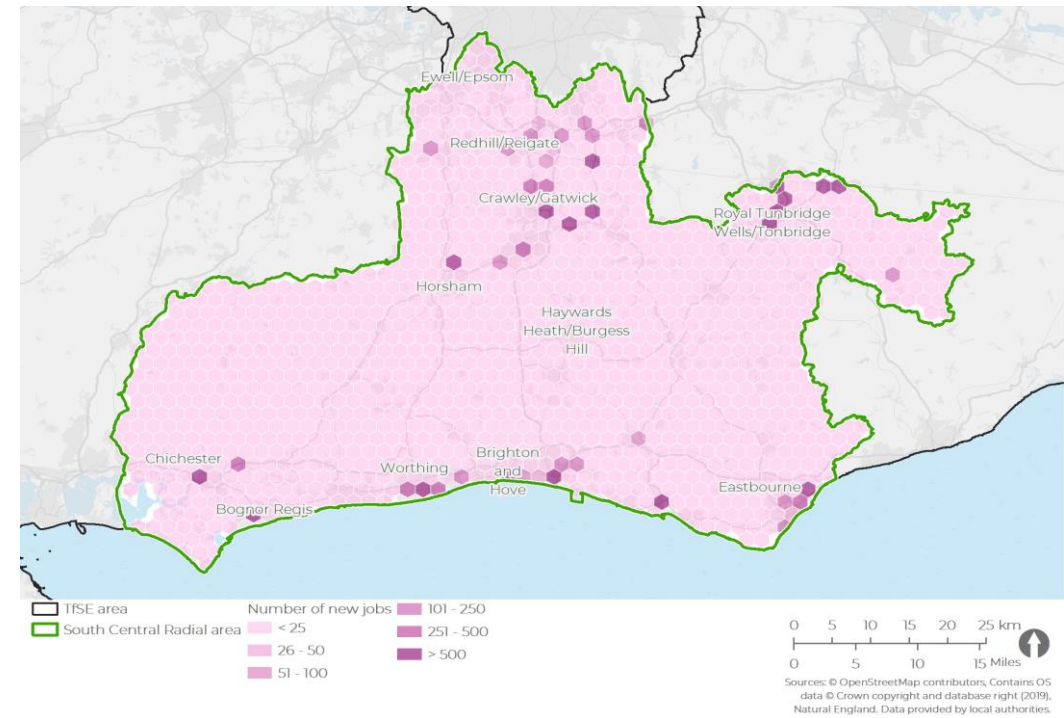 Ewell/Epsom
Redhill/Reigate
Crawley/Gatwick
Royal Tunbridge
Wells/Tonbridge
Horsham
Haywards
Heath/Burgess
Hill
Chichester
Worthing
Brighton
and
Hove
Eastbourne
Bognor Regis
TfSE area
South Central Radial area
Number of new jobs
< 25
26 - 50
51 - 100
101 - 250
251 - 500
> 500
0 5 10 15 20 25 km
0 5 10 15 Miles
Sources: © OpenStreetMap contributors, Contains OS
data © Crown copyright and database right (2019),
Natural England. Data provided by local authorities.